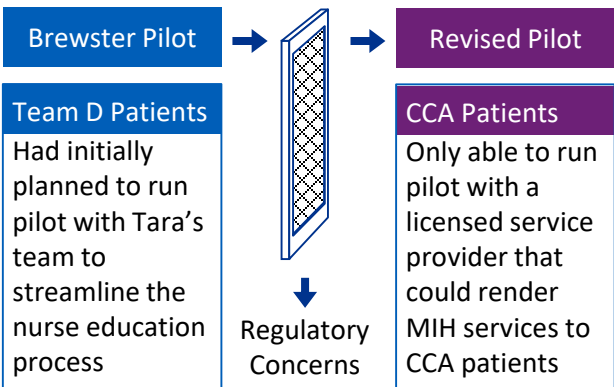 Brewster Pilot
Revised Pilot
Team D Patients
Had initially
planned to run
pilot with Tara’s
team to
streamline the
nurse education
process
Regulatory
Concerns
CCA Patients
Only able to run
pilot with a
licensed service
provider that
could render
MIH services to
CCA patients